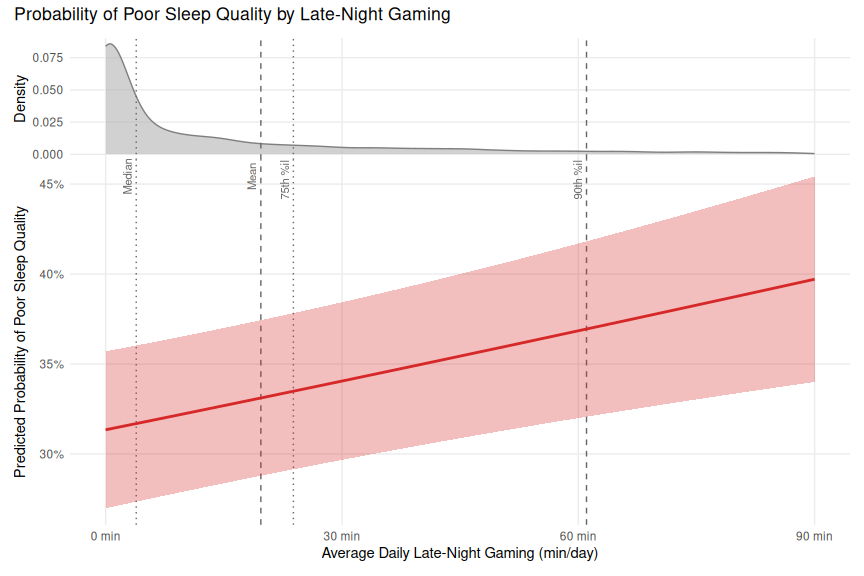 Probability of Poor Sleep Quality by Late-Night Gaming
Density
0.075
0.050
0.025
0.000
Median
Mean
75th %il
90th %il
Predicted Probability of Poor Sleep Quality
45%
40%
35%
30%
0 min
30 min
60 min
90 min
Average Daily Late-Night Gaming (min/day)